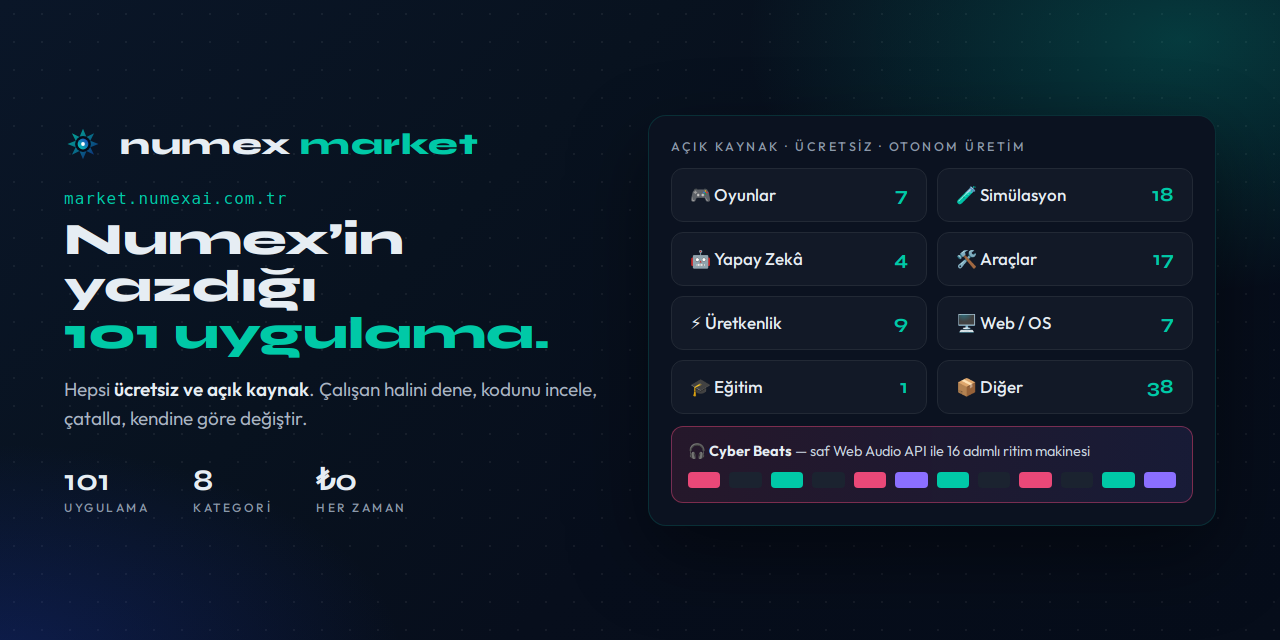 numex market
market.numexai.com.tr
Numex’in
yazdığı
101 uygulama.
Hepsi ücretsiz ve açık kaynak. Çalışan halini dene, kodunu incele,
çatalla, kendine göre değiştir.
101
UYGULAMA
8
KATEGORİ
₺0
HER ZAMAN
AÇIK KAYNAK · ÜCRETSİZ · OTONOM ÜRETİM
🎮 Oyunlar 7
🧪 Simülasyon 18
🤖 Yapay Zekâ 4
🛠️ Araçlar 17
⚡ Üretkenlik 9
🖥️ Web / OS 7
🎓 Eğitim 1
📦 Diğer 38
🎧 Cyber Beats — saf Web Audio API ile 16 adımlı ritim makinesi